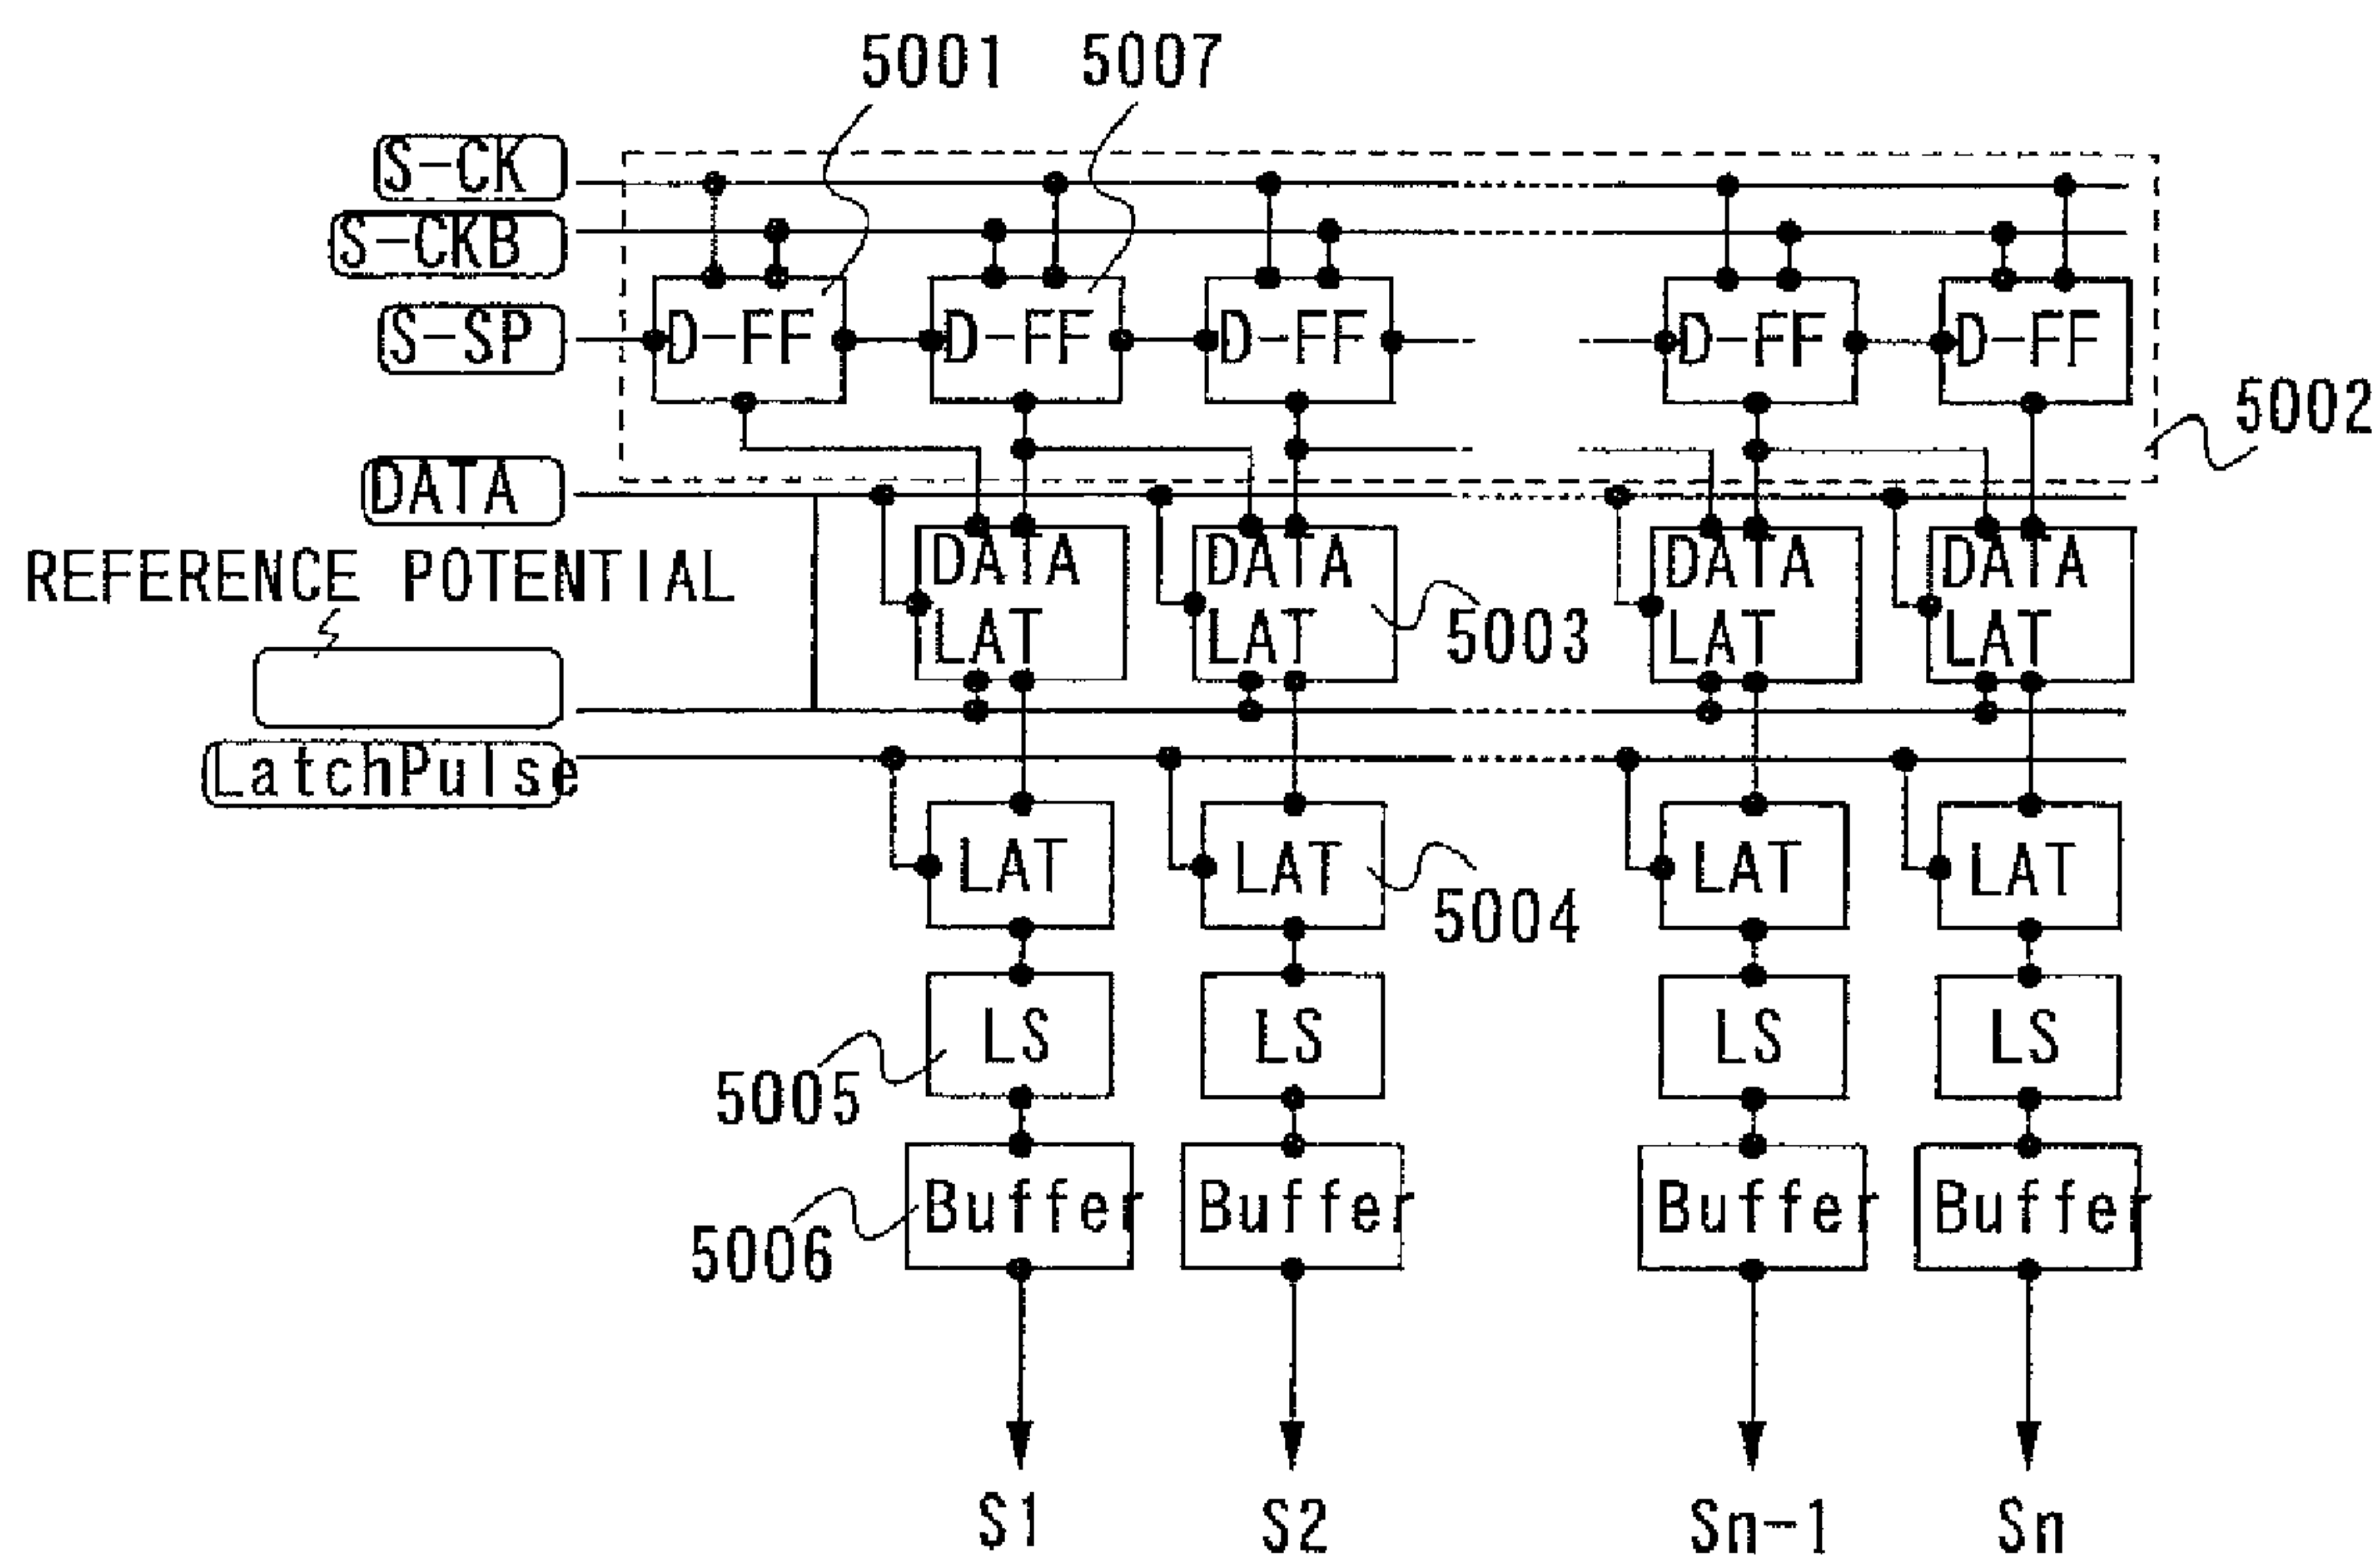 5001 5007
S-CK
S-CKB
S-SP
D-FF D-FF D-FF D-FF D-FF
5002
DATA
DATA LAT DATA LAT DATA LAT DATA LAT
REFERENCE POTENTIAL
5003
LatchPulse
LAT LAT LAT LAT
5004
LS LS LS LS
5005
Buffer Buffer Buffer Buffer
5006
S1 S2 Sn-1 Sn